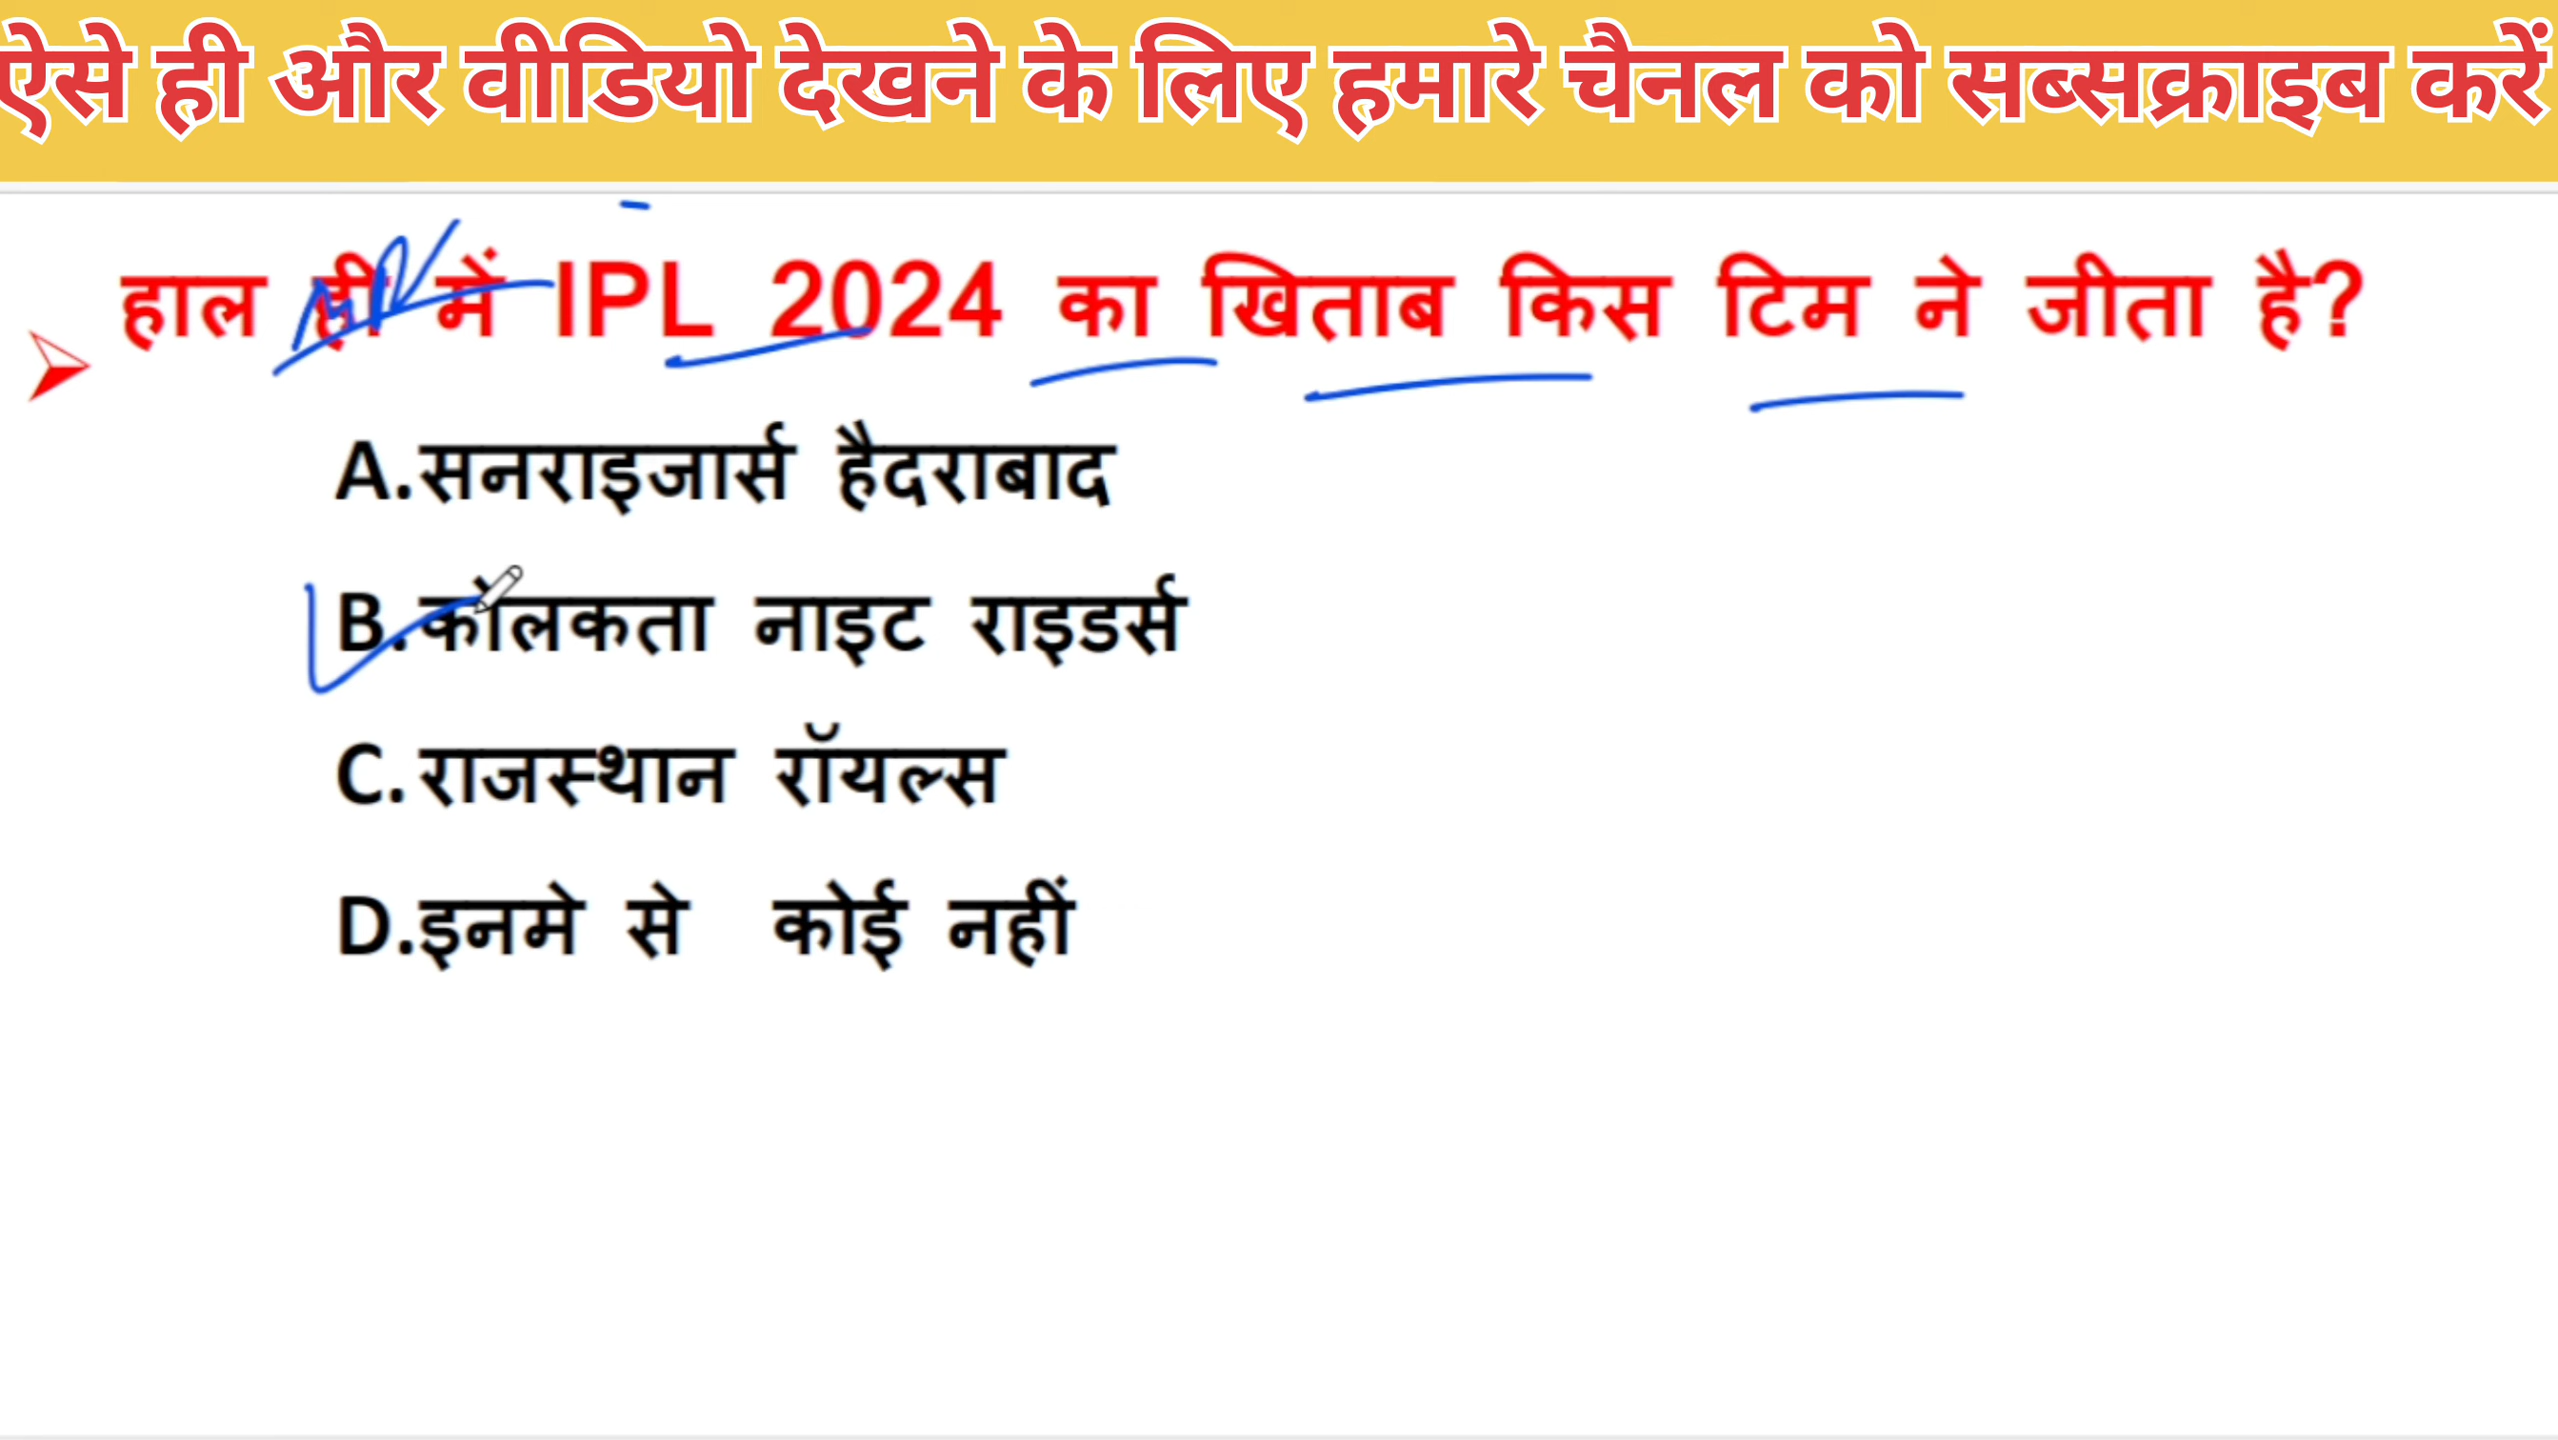 ऐसे ही और वीडियो देखने के लिए हमारे चैनल को सब्सक्राइब करें
हाल ही में IPL 2024 का खिताब किस टिम ने जीता है?
A.सनराइजार्स हैदराबाद
B.कोलकता नाइट राइडर्स
C.राजस्थान रॉयल्स
D.इनमे से कोई नहीं